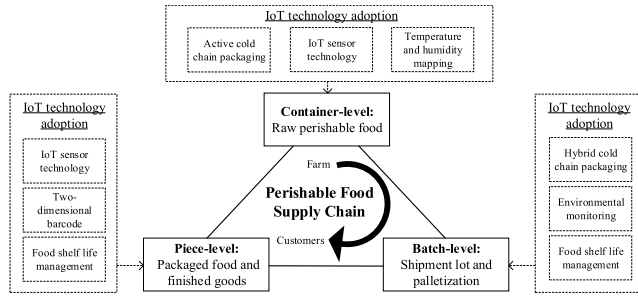 IoT technology adoption
Active cold
chain packaging
IoT sensor
technology
Temperature
and humidity
mapping
IoT technology
adoption
IoT sensor
technology
Two-
dimensional
barcode
Food shelf life
management
Container-level:
Raw perishable food
Farm
Perishable Food
Supply Chain
Customers
Piece-level:
Packaged food and
finished goods
Batch-level:
Shipment lot and
palletization
IoT technology
adoption
Hybrid cold
chain packaging
Environmental
monitoring
Food shelf life
management